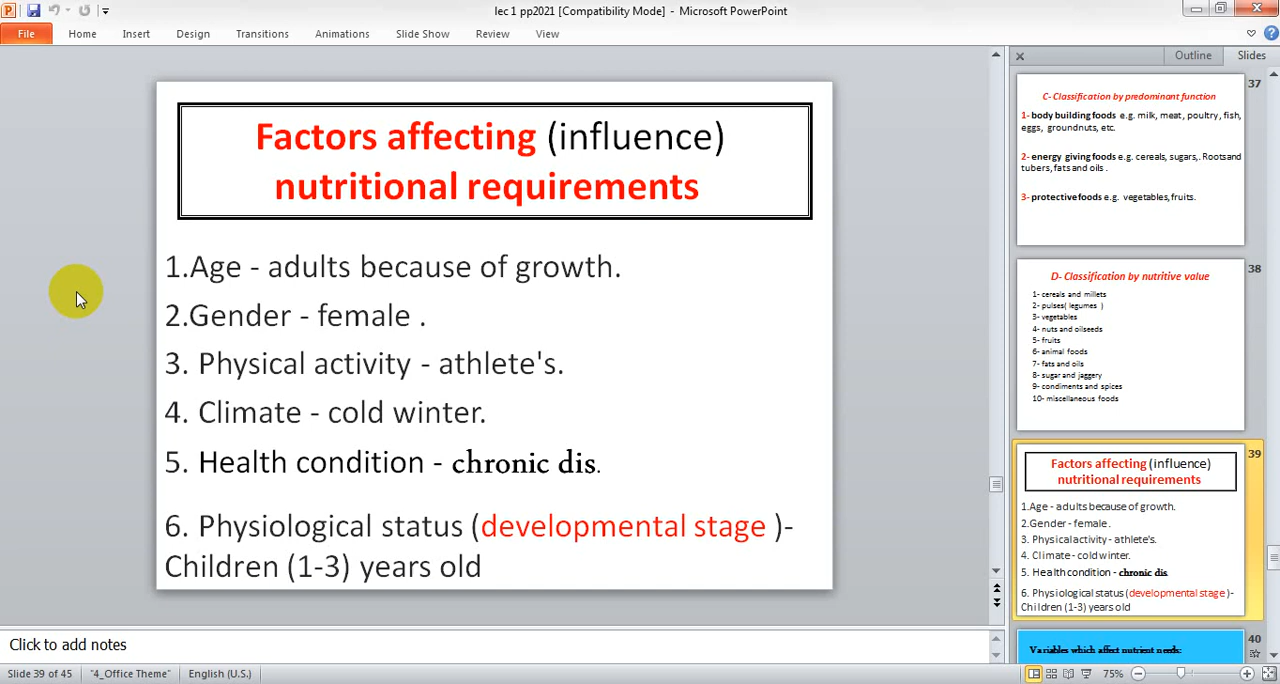 lec 1 pp2021 [Compatibility Mode] - Microsoft PowerPoint
File Home Insert Design Transitions Animations Slide Show Review View
Factors affecting (influence)
nutritional requirements
1.Age - adults because of growth.
2.Gender - female .
3. Physical activity - athlete's.
4. Climate - cold winter.
5. Health condition - chronic dis.
6. Physiological status (developmental stage )-
Children (1-3) years old
Outline Slides
37
C- Classification by predominant function
1- body building foods e.g. milk, meat, poultry, fish,
eggs, groundnuts, etc.
2- energy giving foods e.g. cereals, sugars,. Rootsand
tubers, fats and oils .
3- protective foods e.g. vegetables, fruits.
38
D- Classification by nutritive value
1- cereals and millets
2- pulses( legumes )
3- vegetables
4- nuts and oilseeds
5- fruits
6- animal foods
7- fats and oils
8- sugar and jaggery
9- condiments and spices
10- miscellaneous foods
39
Factors affecting (influence)
nutritional requirements
1.Age - adults because of growth.
2.Gender - female .
3. Physical activity - athlete's.
4. Climate - cold winter.
5. Health condition - chronic dis.
6. Physiological status (developmental stage )-
Children (1-3) years old
40
Variables which affect nutrient needs:
Click to add notes
Slide 39 of 45 "4_Office Theme" English (U.S.) 75%